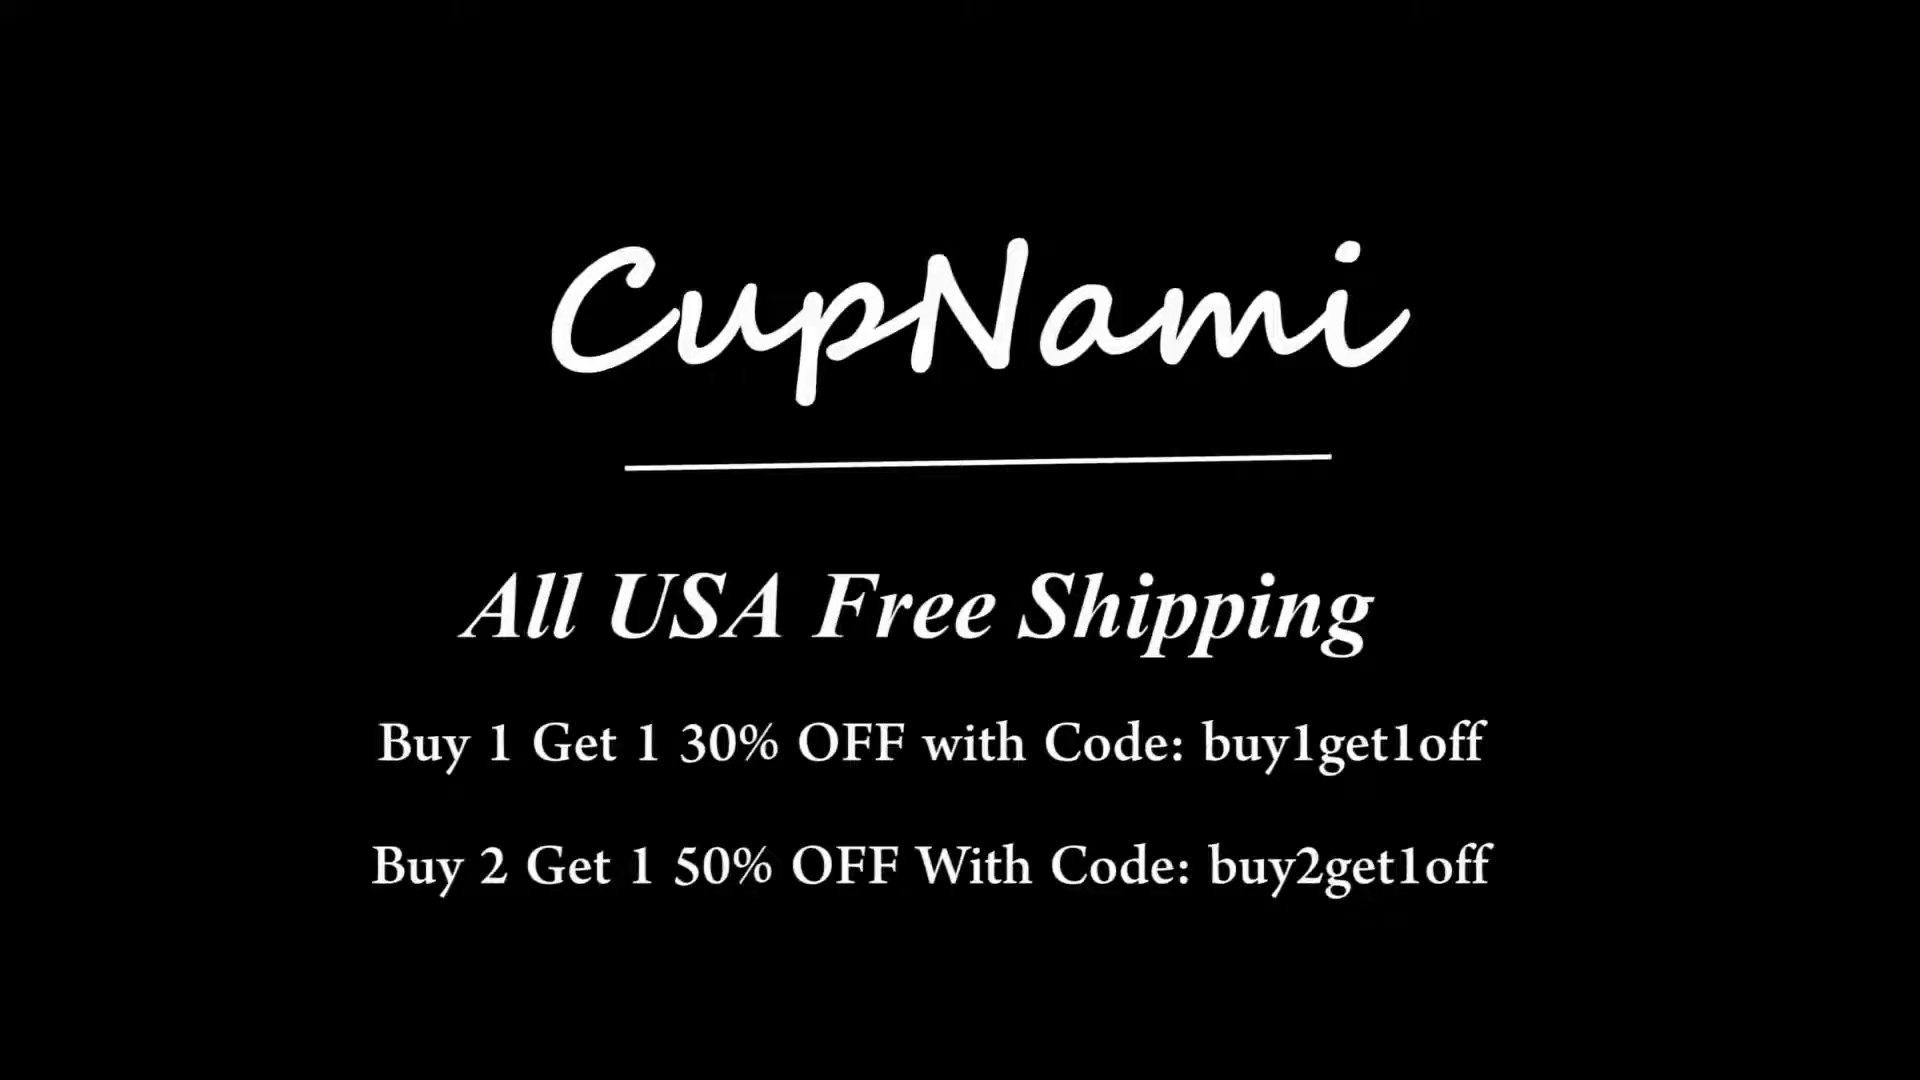 CupNami
All USA Free Shipping
Buy 1 Get 1 30% OFF with Code: buy1get1off
Buy 2 Get 1 50% OFF With Code: buy2get1off